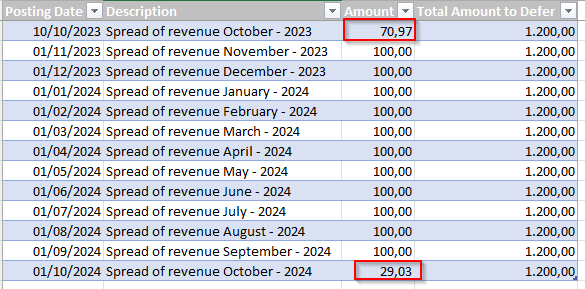 Posting Date Description Amount Total Amount to Defer
10/10/2023 Spread of revenue October - 2023 70,97 1.200,00
01/11/2023 Spread of revenue November - 2023 100,00 1.200,00
01/12/2023 Spread of revenue December - 2023 100,00 1.200,00
01/01/2024 Spread of revenue January - 2024 100,00 1.200,00
01/02/2024 Spread of revenue February - 2024 100,00 1.200,00
01/03/2024 Spread of revenue March - 2024 100,00 1.200,00
01/04/2024 Spread of revenue April - 2024 100,00 1.200,00
01/05/2024 Spread of revenue May - 2024 100,00 1.200,00
01/06/2024 Spread of revenue June - 2024 100,00 1.200,00
01/07/2024 Spread of revenue July - 2024 100,00 1.200,00
01/08/2024 Spread of revenue August - 2024 100,00 1.200,00
01/09/2024 Spread of revenue September - 2024 100,00 1.200,00
01/10/2024 Spread of revenue October - 2024 29,03 1.200,00